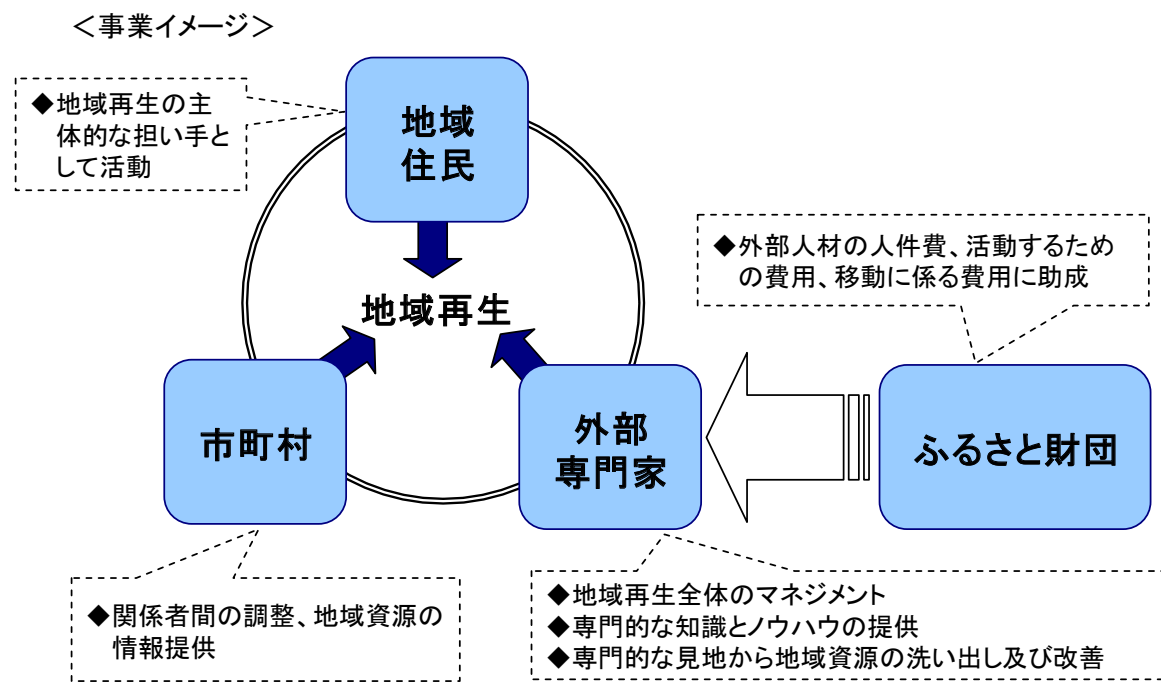 ＜事業イメージ＞
◆地域再生の主
体的な担い手と
して活動
地域
住民
◆外部人材の人件費、活動するため
の費用、移動に係る費用に助成
地域再生
市町村
外部
専門家
ふるさと財団
◆関係者間の調整、地域資源の
情報提供
◆地域再生全体のマネジメント
◆専門的な知識とノウハウの提供
◆専門的な見地から地域資源の洗い出し及び改善